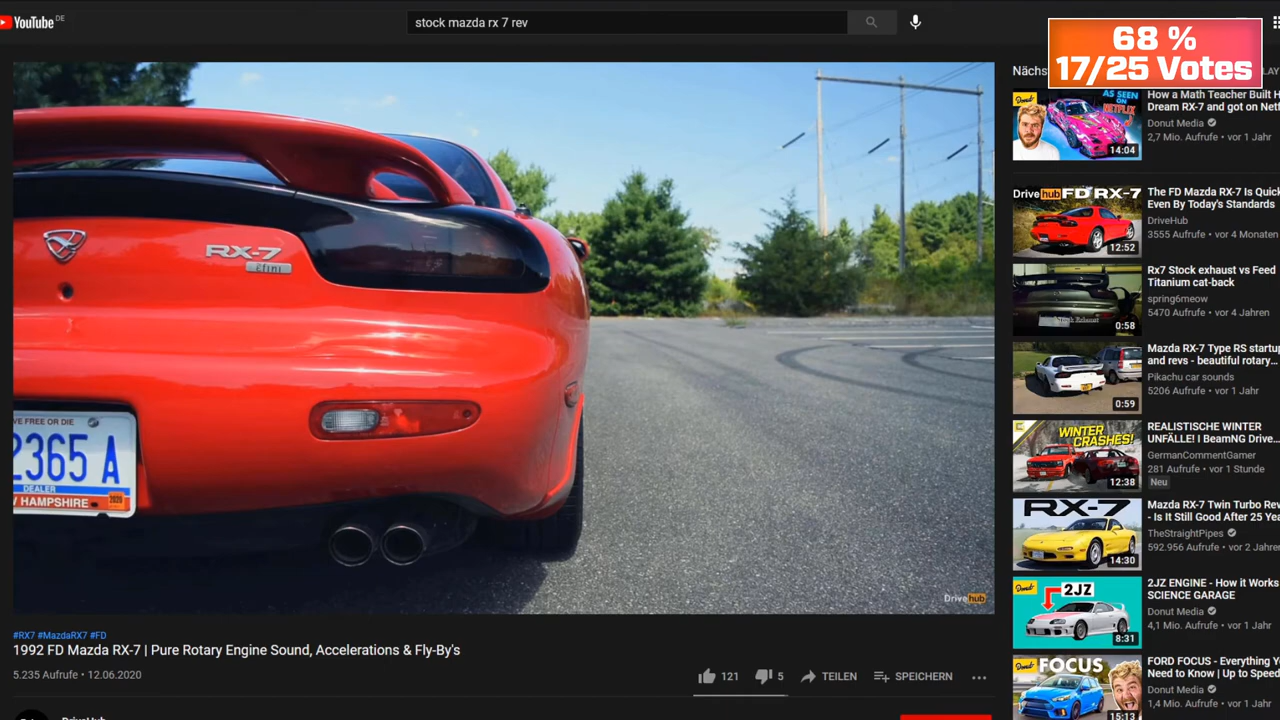 YouTube DE
stock mazda rx 7 rev
68 %
17/25 Votes
RX-7
éfini
LIVE FREE OR DIE
2365 A
DEALER
HAMPSHIRE
2020
Drivehub
#RX7 #MazdaRX7 #FD
1992 FD Mazda RX-7 | Pure Rotary Engine Sound, Accelerations & Fly-By's
5.235 Aufrufe • 12.06.2020
121
5
TEILEN
SPEICHERN
DriveHub
Donut
AS SEEN
ON
NETFLIX
14:04
How a Math Teacher Built H
Dream RX-7 and got on Net
Donut Media
2,7 Mio. Aufrufe • vor 1 Jahr
Drivehub FD RX-7
12:52
The FD Mazda RX-7 Is Quick
Even By Today's Standards
DriveHub
3555 Aufrufe • vor 4 Monaten
0:58
Rx7 Stock exhaust vs Feed
Titanium cat-back
spring6meow
5470 Aufrufe • vor 4 Jahren
0:59
Mazda RX-7 Type RS startup
and revs - beautiful rotary...
Pikachu car sounds
5206 Aufrufe • vor 1 Jahr
WINTER
CRASHES!
12:38
REALISTISCHE WINTER
UNFÄLLE! I BeamNG Drive...
GermanCommentGamer
281 Aufrufe • vor 1 Stunde
Neu
RX-7
14:30
Mazda RX-7 Twin Turbo Rev
- Is It Still Good After 25 Yea
TheStraightPipes
592.956 Aufrufe • vor 2 Jahren
Donut
2JZ
8:31
2JZ ENGINE - How it Works
SCIENCE GARAGE
Donut Media
4,1 Mio. Aufrufe • vor 1 Jahr
Donut
FOCUS
15:13
FORD FOCUS - Everything Y
Need to Know | Up to Speed
Donut Media
1,4 Mio. Aufrufe • vor 1 Jahr